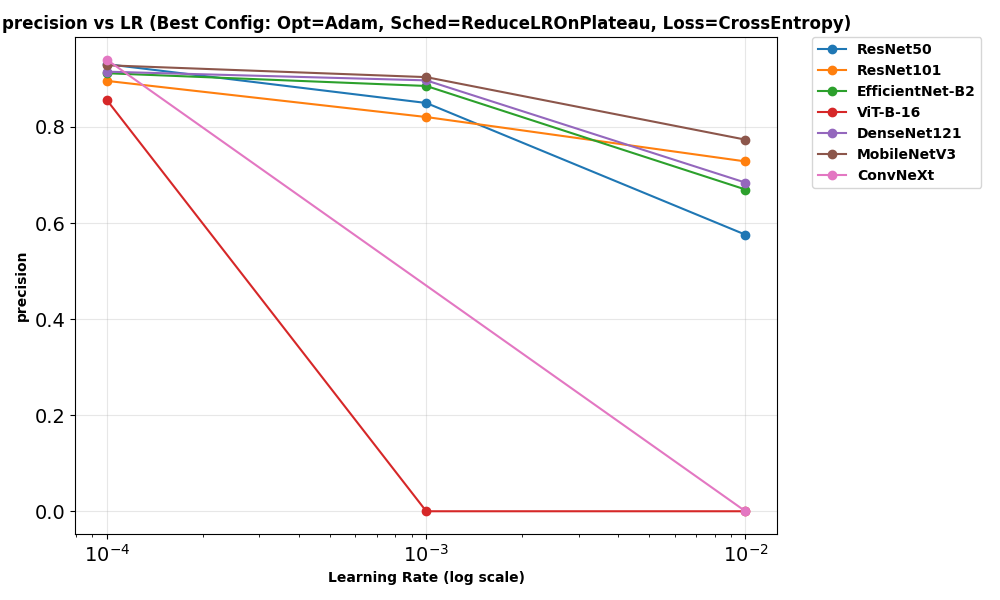 precision vs LR (Best Config: Opt=Adam, Sched=ReduceLROnPlateau, Loss=CrossEntropy)
ResNet50
ResNet101
EfficientNet-B2
ViT-B-16
DenseNet121
MobileNetV3
ConvNeXt
precision
0.8
0.6
0.4
0.2
0.0
10⁻⁴ 10⁻³ 10⁻²
Learning Rate (log scale)